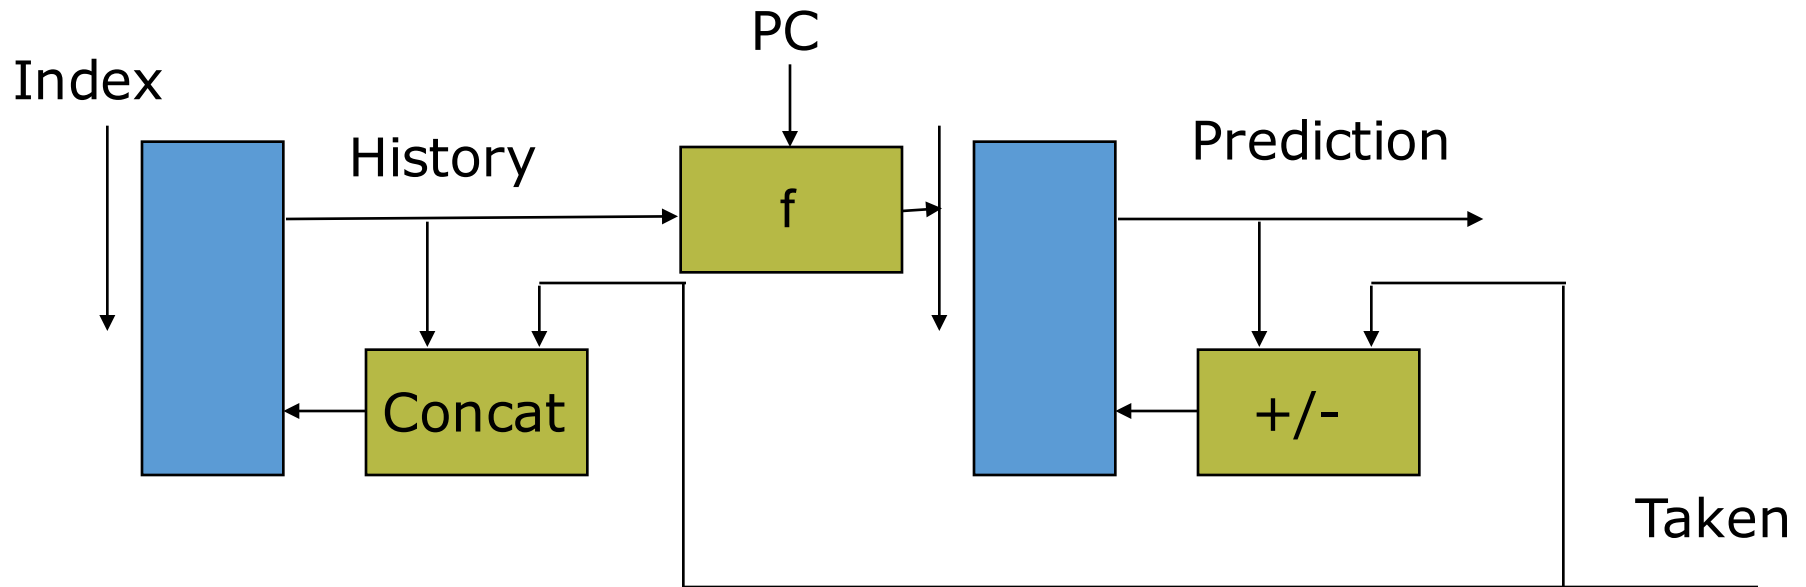 PC
Index
History
Prediction
f
Concat
+/-
Taken